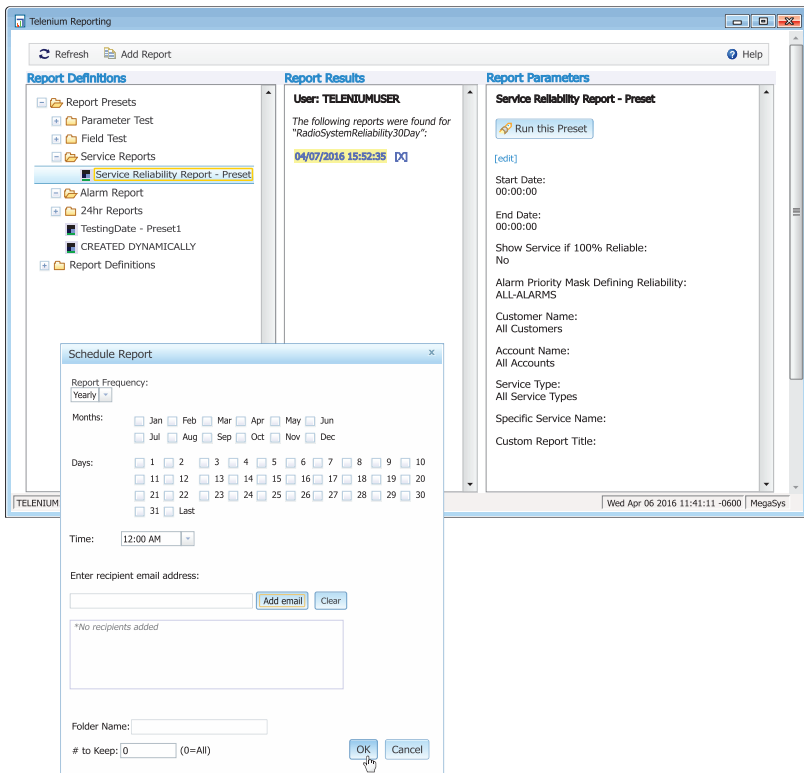 Telenium Reporting
Refresh Add Report Help
Report Definitions
Report Presets
Parameter Test
Field Test
Service Reports
Service Reliability Report - Preset
Alarm Report
24hr Reports
TestingDate - Preset1
CREATED DYNAMICALLY
Report Definitions
Report Results
User: TELENIUMUSER
The following reports were found for
"RadioSystemReliability30Day":
04/07/2016 15:52:35 [X]
Report Parameters
Service Reliability Report - Preset
Run this Preset
[edit]
Start Date:
00:00:00
End Date:
00:00:00
Show Service if 100% Reliable:
No
Alarm Priority Mask Defining Reliability:
ALL-ALARMS
Customer Name:
All Customers
Account Name:
All Accounts
Service Type:
All Service Types
Specific Service Name:
Custom Report Title:
TELENIUM
Wed Apr 06 2016 11:41:11 -0600 MegaSys
Schedule Report x
Report Frequency:
Yearly
Months:
Jan Feb Mar Apr May Jun
Jul Aug Sep Oct Nov Dec
Days:
1 2 3 4 5 6 7 8 9 10
11 12 13 14 15 16 17 18 19 20
21 22 23 24 25 26 27 28 29 30
31 Last
Time: 12:00 AM
Enter recipient email address:
Add email Clear
*No recipients added
Folder Name:
# to Keep: 0 (0=All)
OK Cancel